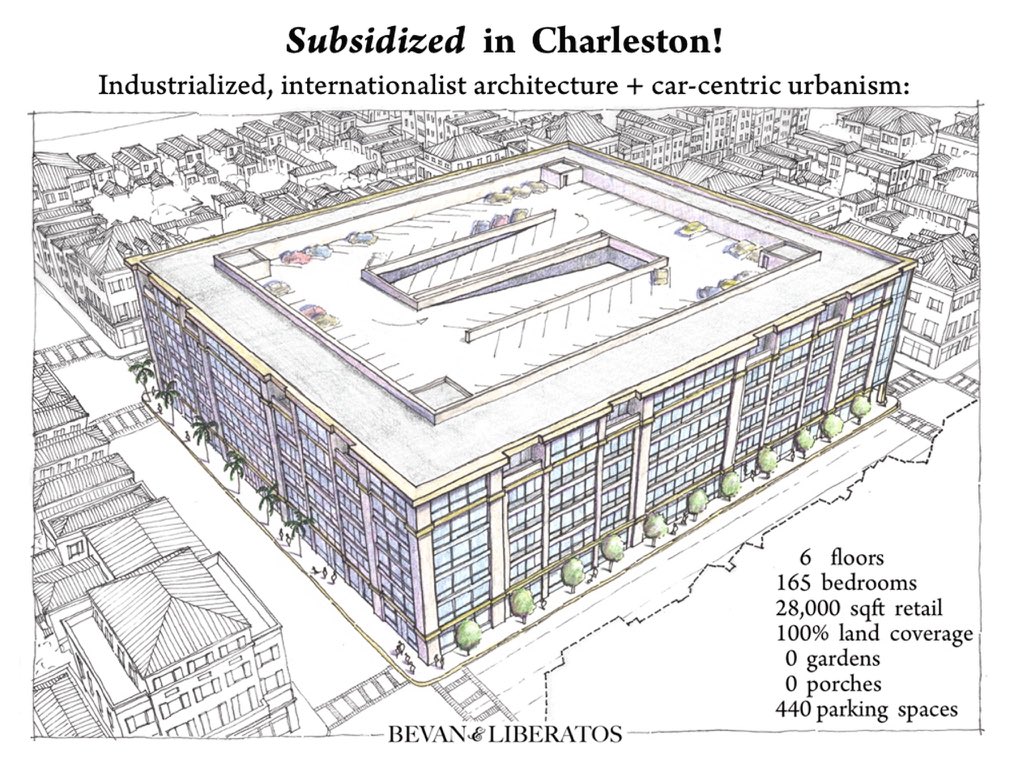 Subsidized in Charleston!
Industrialized, internationalist architecture + car-centric urbanism:
6 floors
165 bedrooms
28,000 sqft retail
100% land coverage
0 gardens
0 porches
440 parking spaces
BEVAN & LIBERATOS